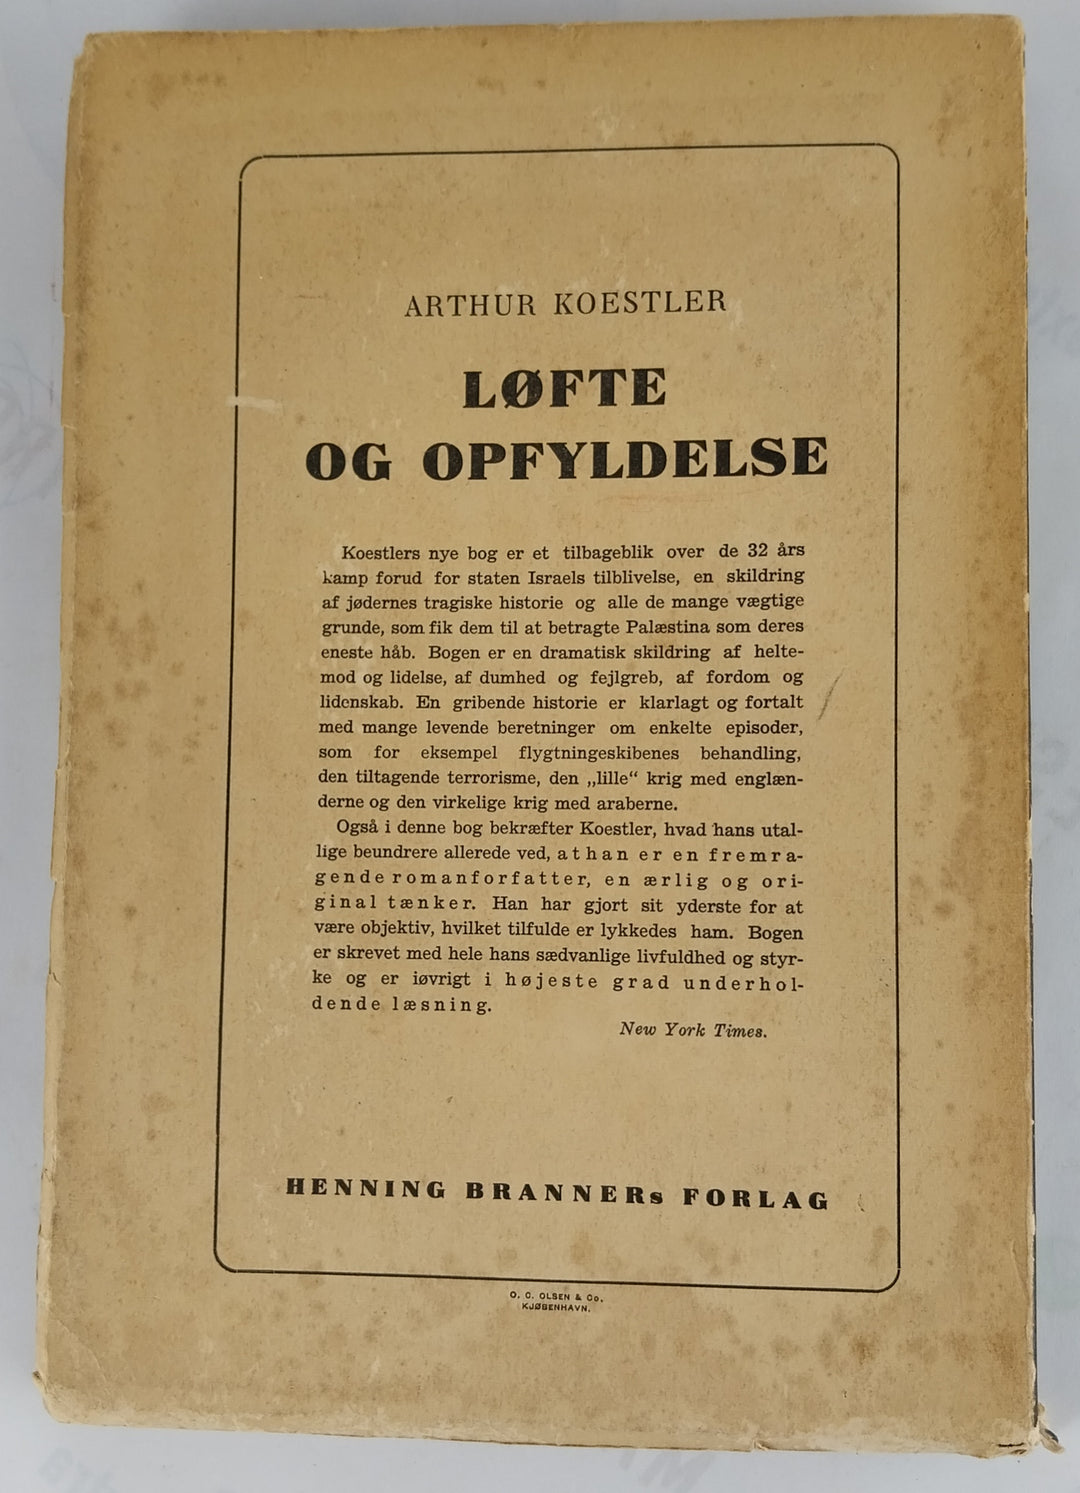 ARTHUR KOESTLER
LØFTE
OG OPFYLDELSE
Koestlers nye bog er et tilbageblik over de 32 års
kamp forud for staten Israels tilblivelse, en skildring
af jødernes tragiske historie og alle de mange vægtige
grunde, som fik dem til at betragte Palæstina som deres
eneste håb. Bogen er en dramatisk skildring af helte-
mod og lidelse, af dumhed og fejlgreb, af fordom og
lidenskab. En gribende historie er klarlagt og fortalt
med mange levende beretninger om enkelte episoder,
som for eksempel flygtningeskibenes behandling,
den tiltagende terrorisme, den „lille“ krig med englæn-
derne og den virkelige krig med araberne.
Også i denne bog bekræfter Koestler, hvad hans utal-
lige beundrere allerede ved, at han er en fremra-
gende romanforfatter, en ærlig og ori-
ginal tænker. Han har gjort sit yderste for at
være objektiv, hvilket tilfulde er lykkedes ham. Bogen
er skrevet med hele hans sædvanlige livfuldhed og styr-
ke og er iøvrigt i højeste grad underhol-
dende læsning.
New York Times.
HENNING BRANNERs FORLAG
O. C. OLSEN & Co.
KJØBENHAVN.